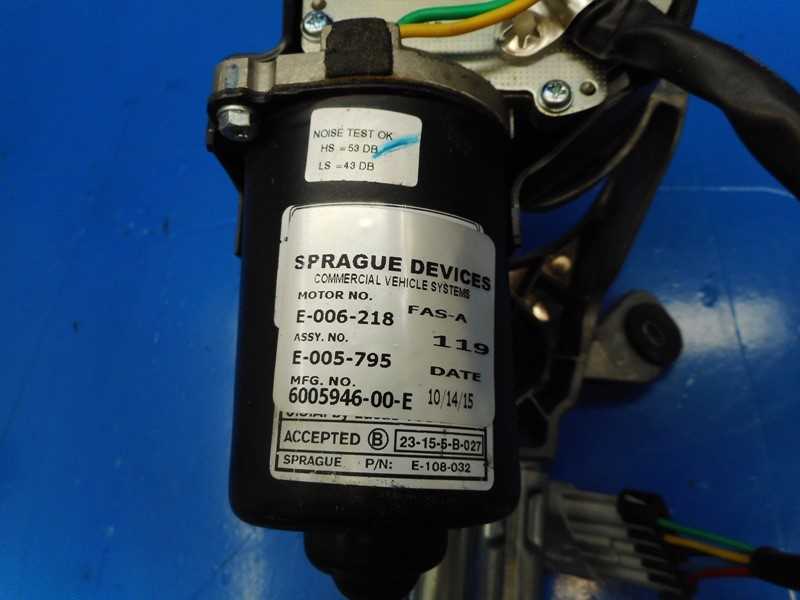 NOISE TEST OK
HS = 53 DB
LS = 43 DB
SPRAGUE DEVICES
COMMERCIAL VEHICLE SYSTEMS
MOTOR NO. FAS-A
E-006-218 119
ASSY. NO.
E-005-795 DATE
MFG. NO.
6005946-00-E 10/14/15
ACCEPTED B 23-15-5-B-027
SPRAGUE P/N: E-108-032